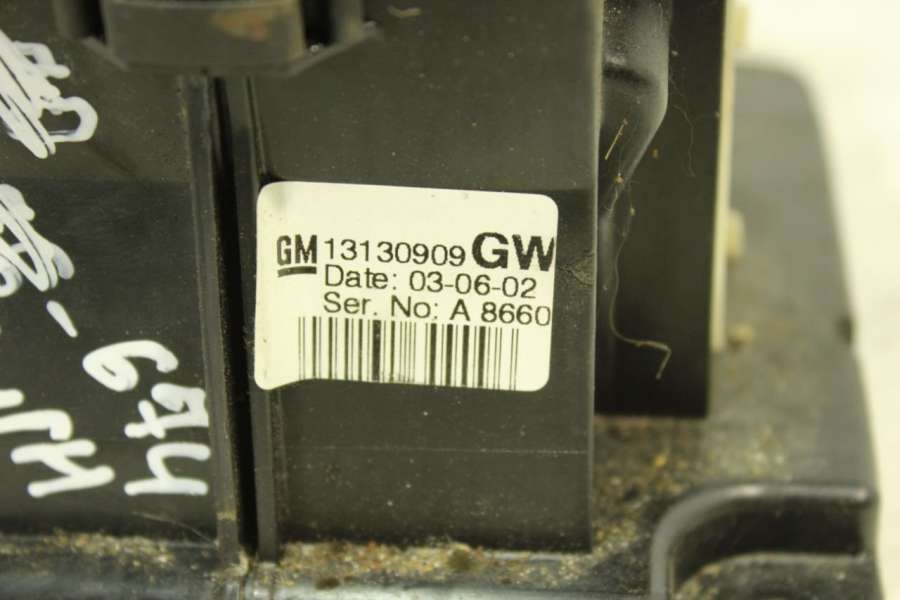 GM 13130909 GW
Date: 03-06-02
Ser. No: A 8660